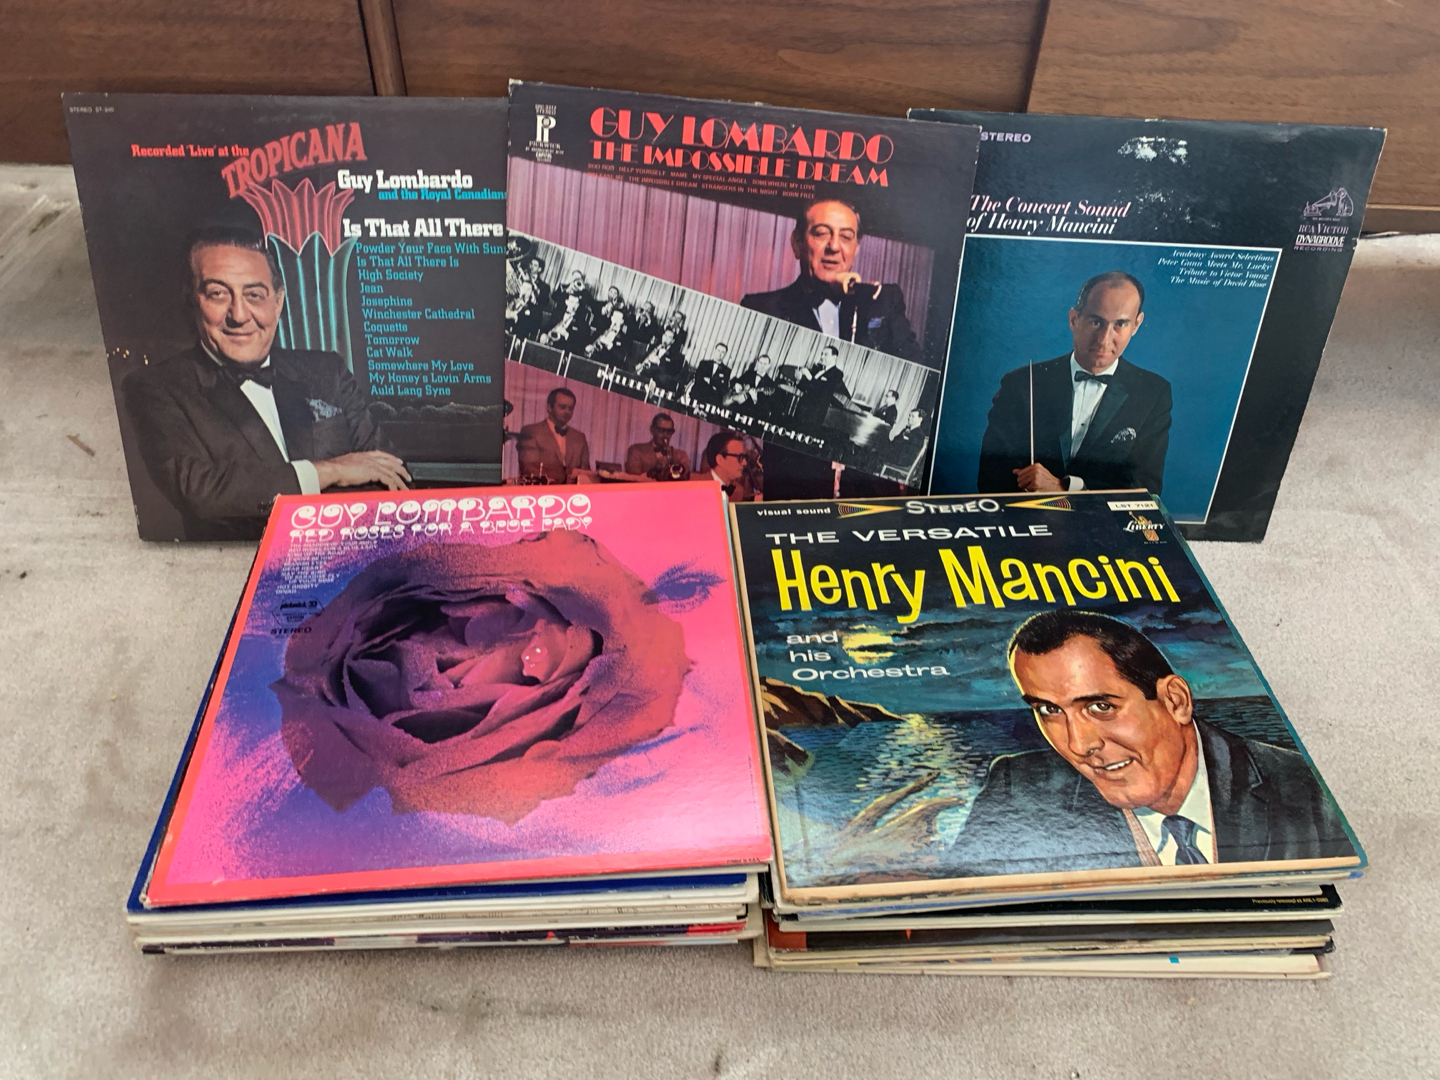 STEREO
Recorded 'Live' at the
TROPICANA
Guy Lombardo
and the Royal Canadians
Is That All There
Powder Your Face With Sun
Is That All There Is
High Society
Jean
Josephine
Winchester Cathedral
Coquette
Tomorrow
Cat Walk
Somewhere My Love
My Honey's Lovin' Arms
Auld Lang Syne
GUY LOMBARDO
THE IMPOSSIBLE DREAM
HELP YOURSELF MAME MY SPECIAL ANGEL SOMEWHERE MY LOVE
THE IMPOSSIBLE DREAM STRANGERS IN THE NIGHT BORN FREE
INCLUDES THE ALL-TIME HIT "BOO-HOO"!
STEREO
The Concert Sound
of Henry Mancini
RCA VICTOR
DYNAGROOVE
RECORDING
Academy Award Selections
Peter Gunn Meets Mr. Lucky
Tribute to Victor Young
The Music of David Rose
GUY LOMBARDO
RED ROSES FOR A BLUE LADY
STEREO
visual sound
STEREO
LST 7121
LIBERTY
THE VERSATILE
Henry Mancini
and
his
Orchestra